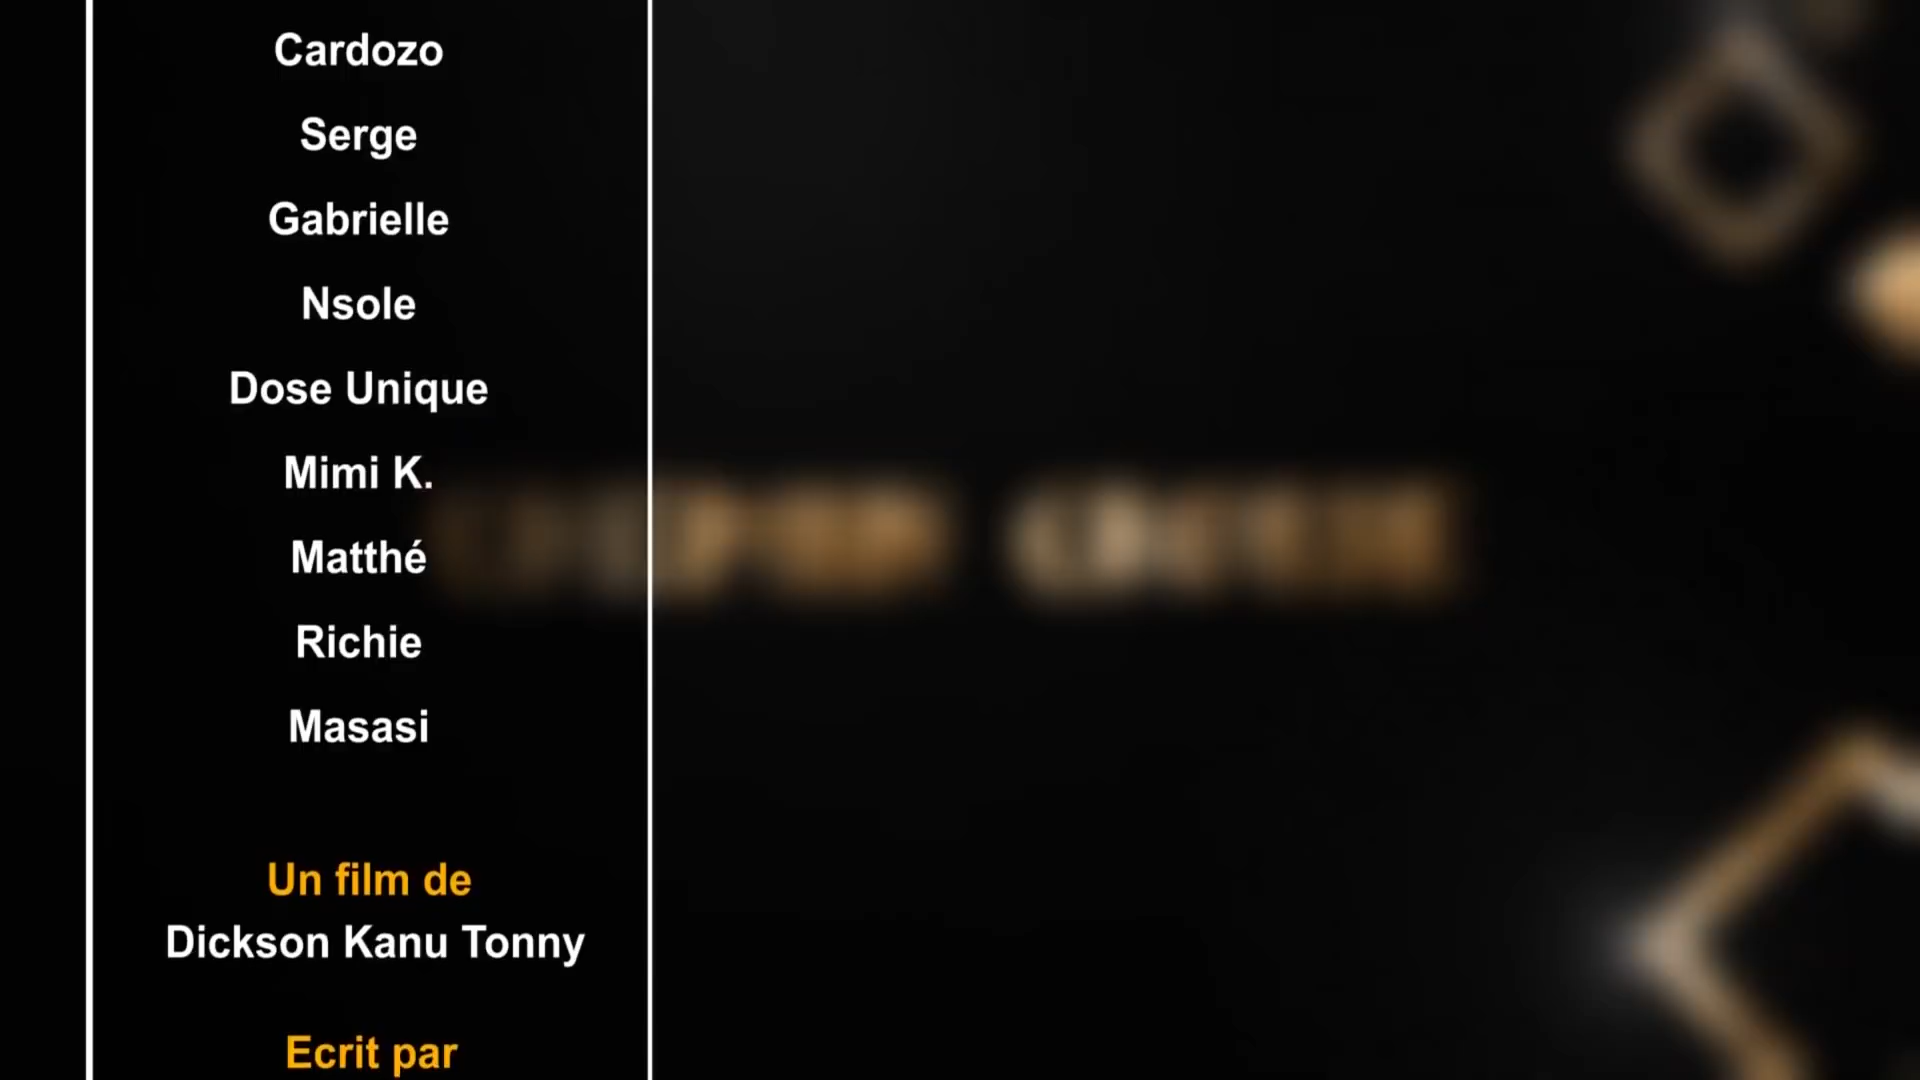 Cardozo
Serge
Gabrielle
Nsole
Dose Unique
Mimi K.
Matthé
Richie
Masasi
Un film de
Dickson Kanu Tonny
Ecrit par